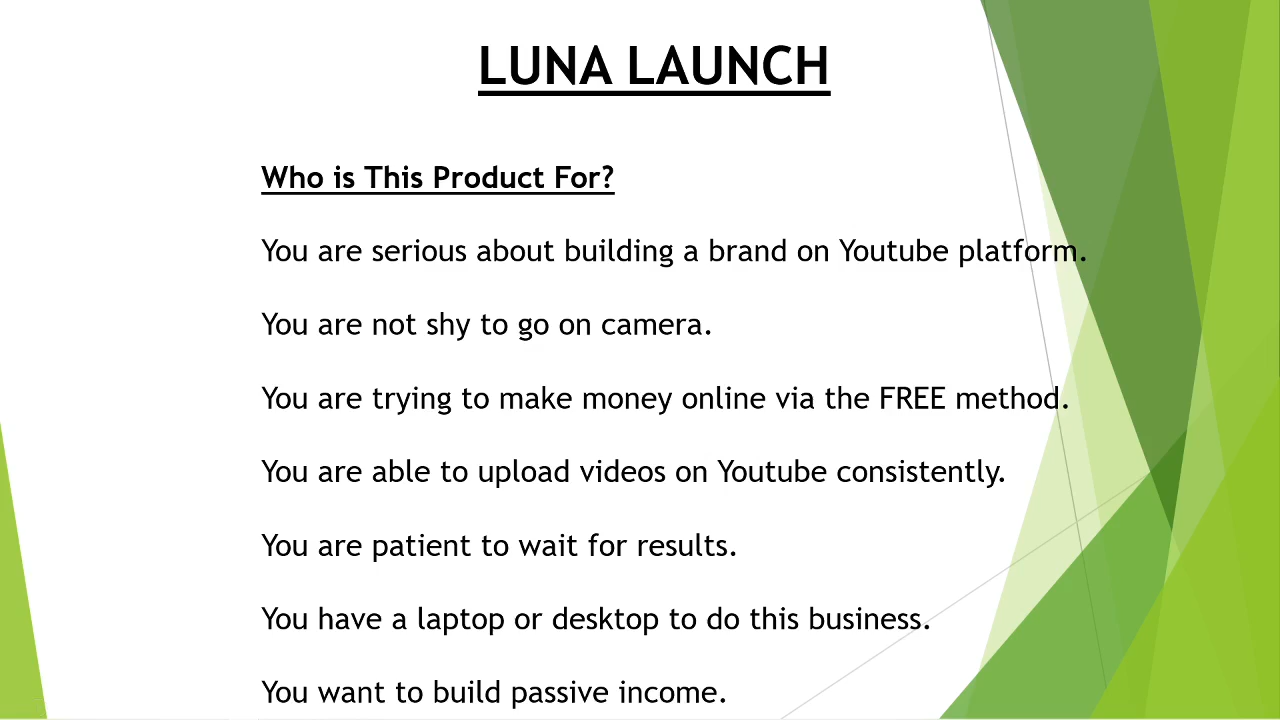 LUNA LAUNCH
Who is This Product For?
You are serious about building a brand on Youtube platform.
You are not shy to go on camera.
You are trying to make money online via the FREE method.
You are able to upload videos on Youtube consistently.
You are patient to wait for results.
You have a laptop or desktop to do this business.
You want to build passive income.